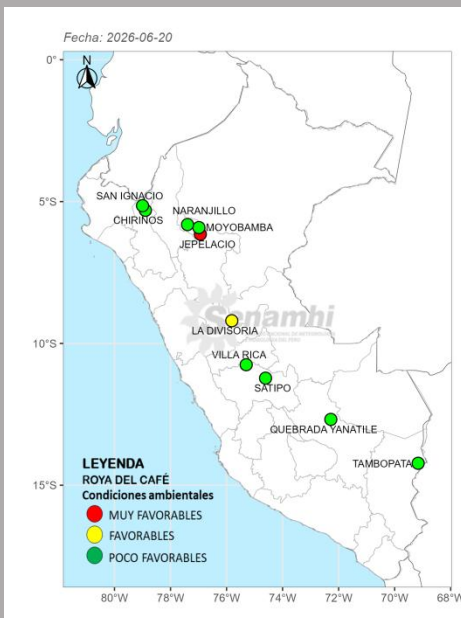 Fecha: 2026-06-20
N
0°
SAN IGNACIO
5°S
NARANJILLO
CHIRINOS
MOYOBAMBA
JEPELACIO
Senamhi
LA DIVISORIA
10°S
VILLA RICA
SATIPO
QUEBRADA YANATILE
TAMBOPATA
LEYENDA
ROYA DEL CAFÉ
Condiciones ambientales
15°S
MUY FAVORABLES
FAVORABLES
POCO FAVORABLES
80°W 78°W 76°W 74°W 72°W 70°W 68°W